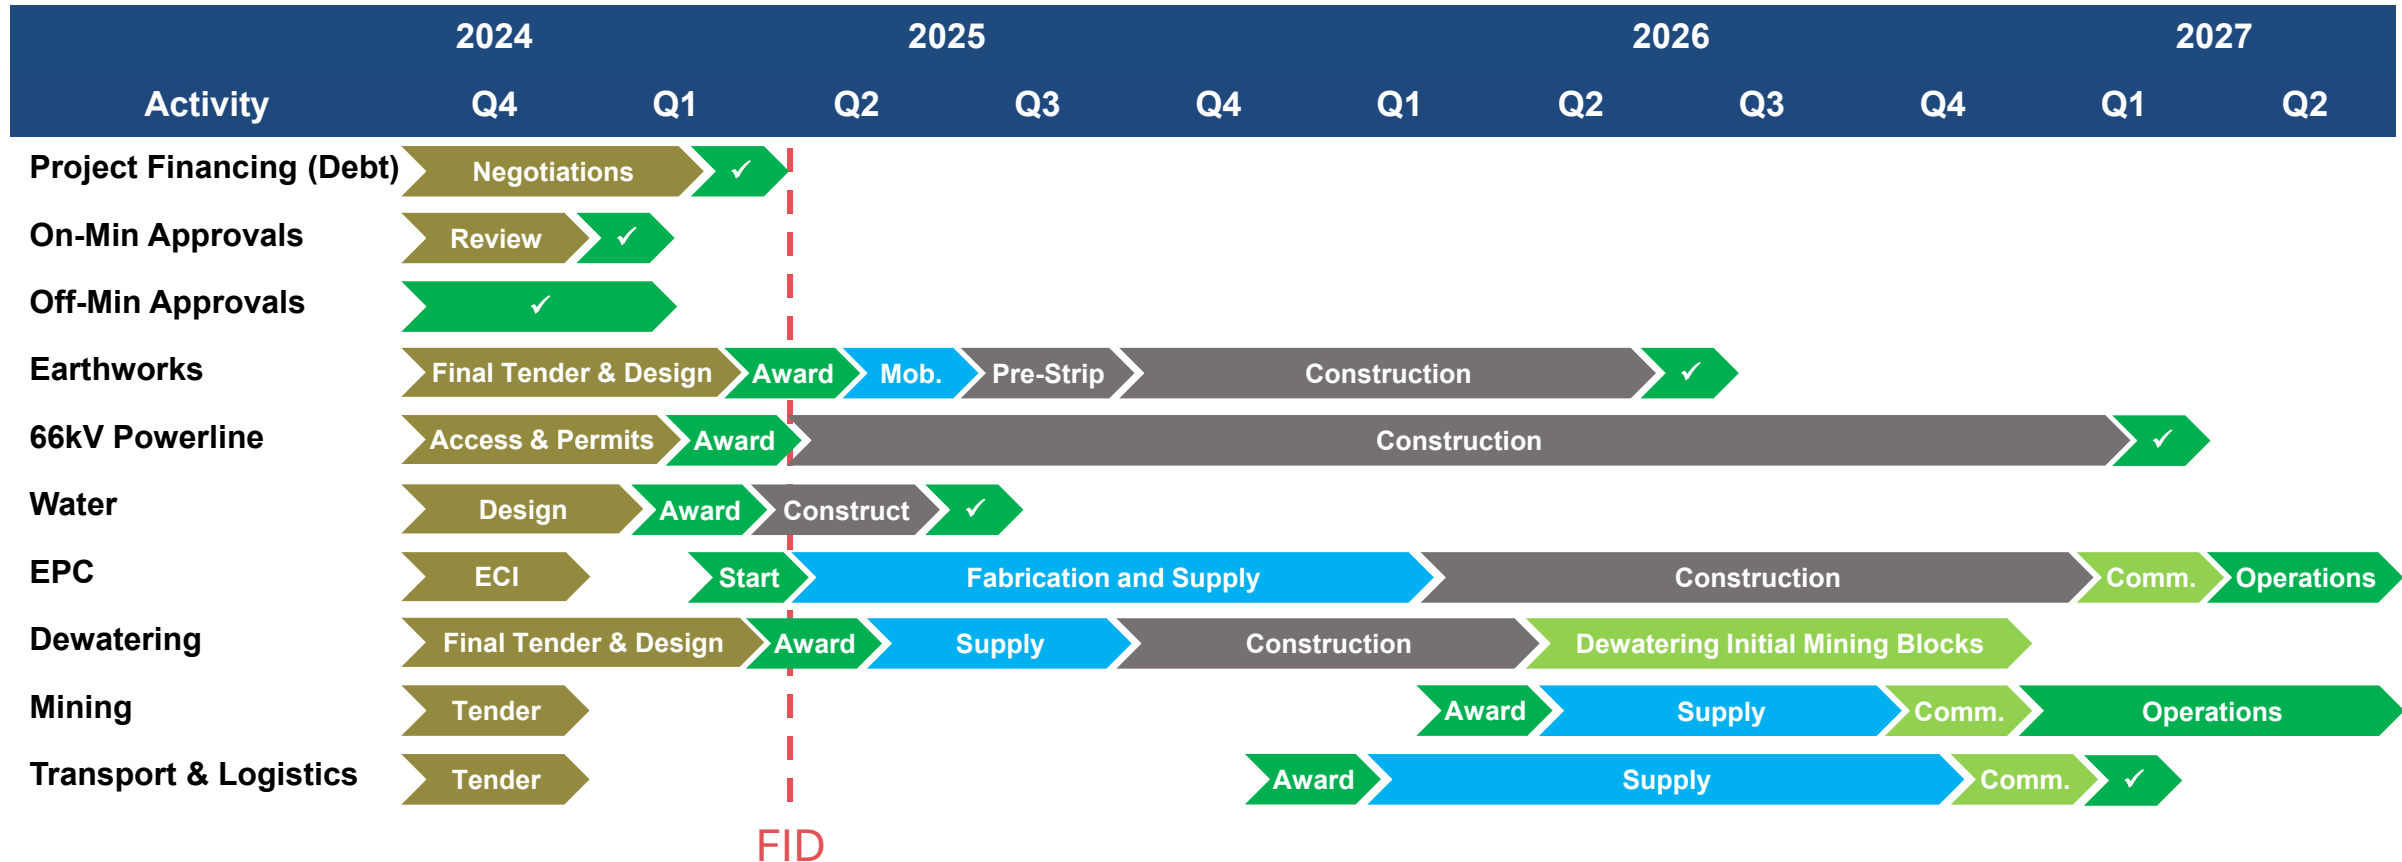 2024 2025 2026 2027
Activity Q4 Q1 Q2 Q3 Q4 Q1 Q2 Q3 Q4 Q1 Q2
Project Financing (Debt) Negotiations ✓
On-Min Approvals Review ✓
Off-Min Approvals ✓
Earthworks Final Tender & Design Award Mob. Pre-Strip Construction ✓
66kV Powerline Access & Permits Award Construction ✓
Water Design Award Construct ✓
EPC ECI Start Fabrication and Supply Construction Comm. Operations
Dewatering Final Tender & Design Award Supply Construction Dewatering Initial Mining Blocks
Mining Tender Award Supply Comm. Operations
Transport & Logistics Tender Award Supply Comm. ✓
FID